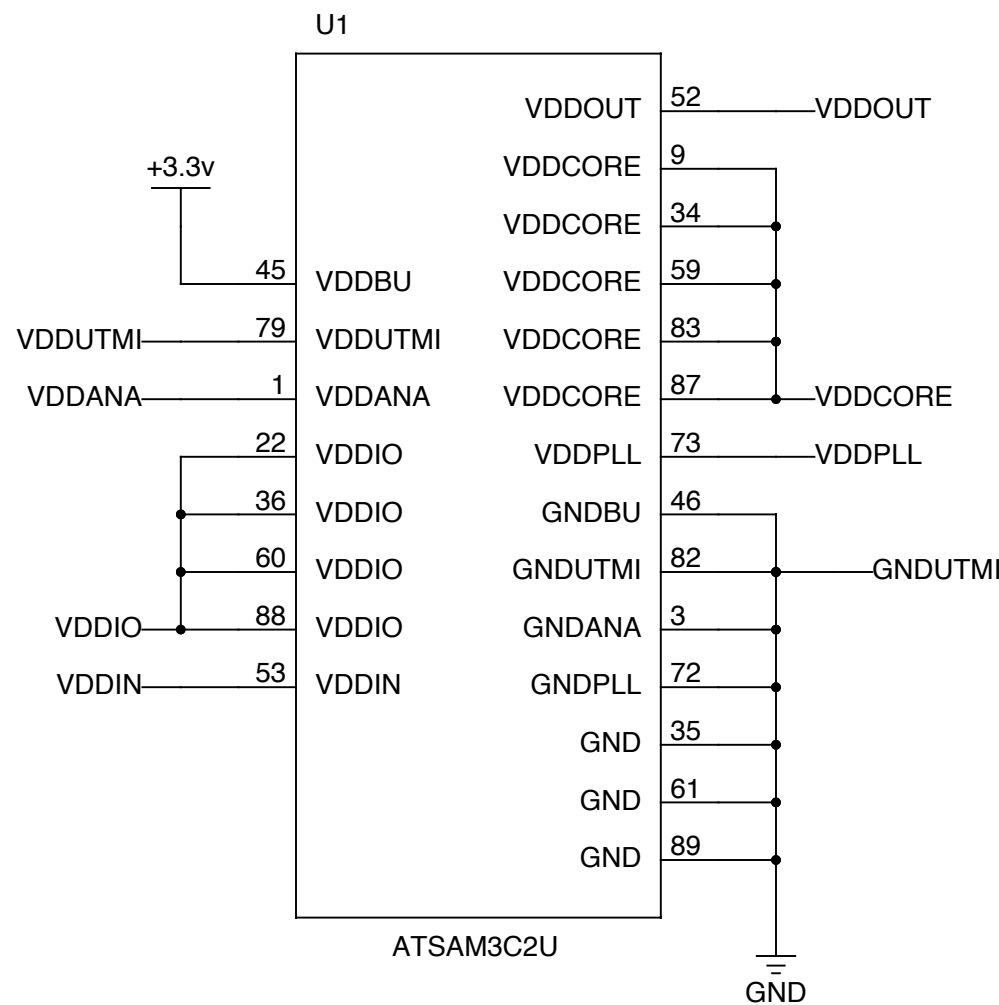 U1
52 VDDOUT VDDOUT
9 VDDCORE
+3.3v
34 VDDCORE
45 VDDBU 59 VDDCORE
VDDUTMI 79 VDDUTMI 83 VDDCORE
VDDANA 1 VDDANA 87 VDDCORE VDDCORE
22 VDDIO 73 VDDPLL VDDPLL
36 VDDIO 46 GNDBU
60 VDDIO 82 GNDUTMI GNDUTMI
VDDIO 88 VDDIO 3 GNDANA
VDDIN 53 VDDIN 72 GNDPLL
35 GND
61 GND
89 GND
ATSAM3C2U
GND